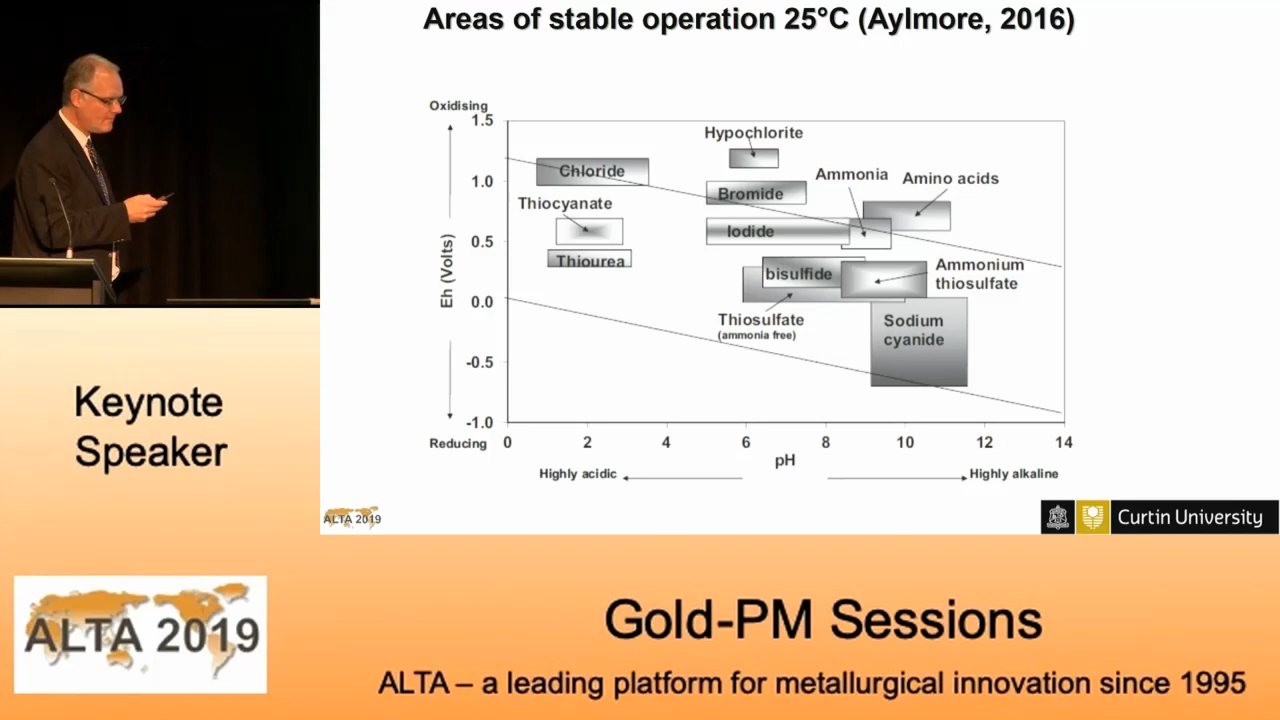 Areas of stable operation 25°C (Aylmore, 2016)
Oxidising
1.5
1.0
0.5
0.0
-0.5
-1.0
Eh (Volts)
Reducing
Hypochlorite
Chloride
Ammonia
Amino acids
Bromide
Thiocyanate
Iodide
Thiourea
bisulfide
Ammonium
thiosulfate
Thiosulfate
(ammonia free)
Sodium
cyanide
0 2 4 6 8 10 12 14
pH
Highly acidic
Highly alkaline
ALTA 2019
Curtin University
Keynote
Speaker
ALTA 2019
Gold-PM Sessions
ALTA – a leading platform for metallurgical innovation since 1995